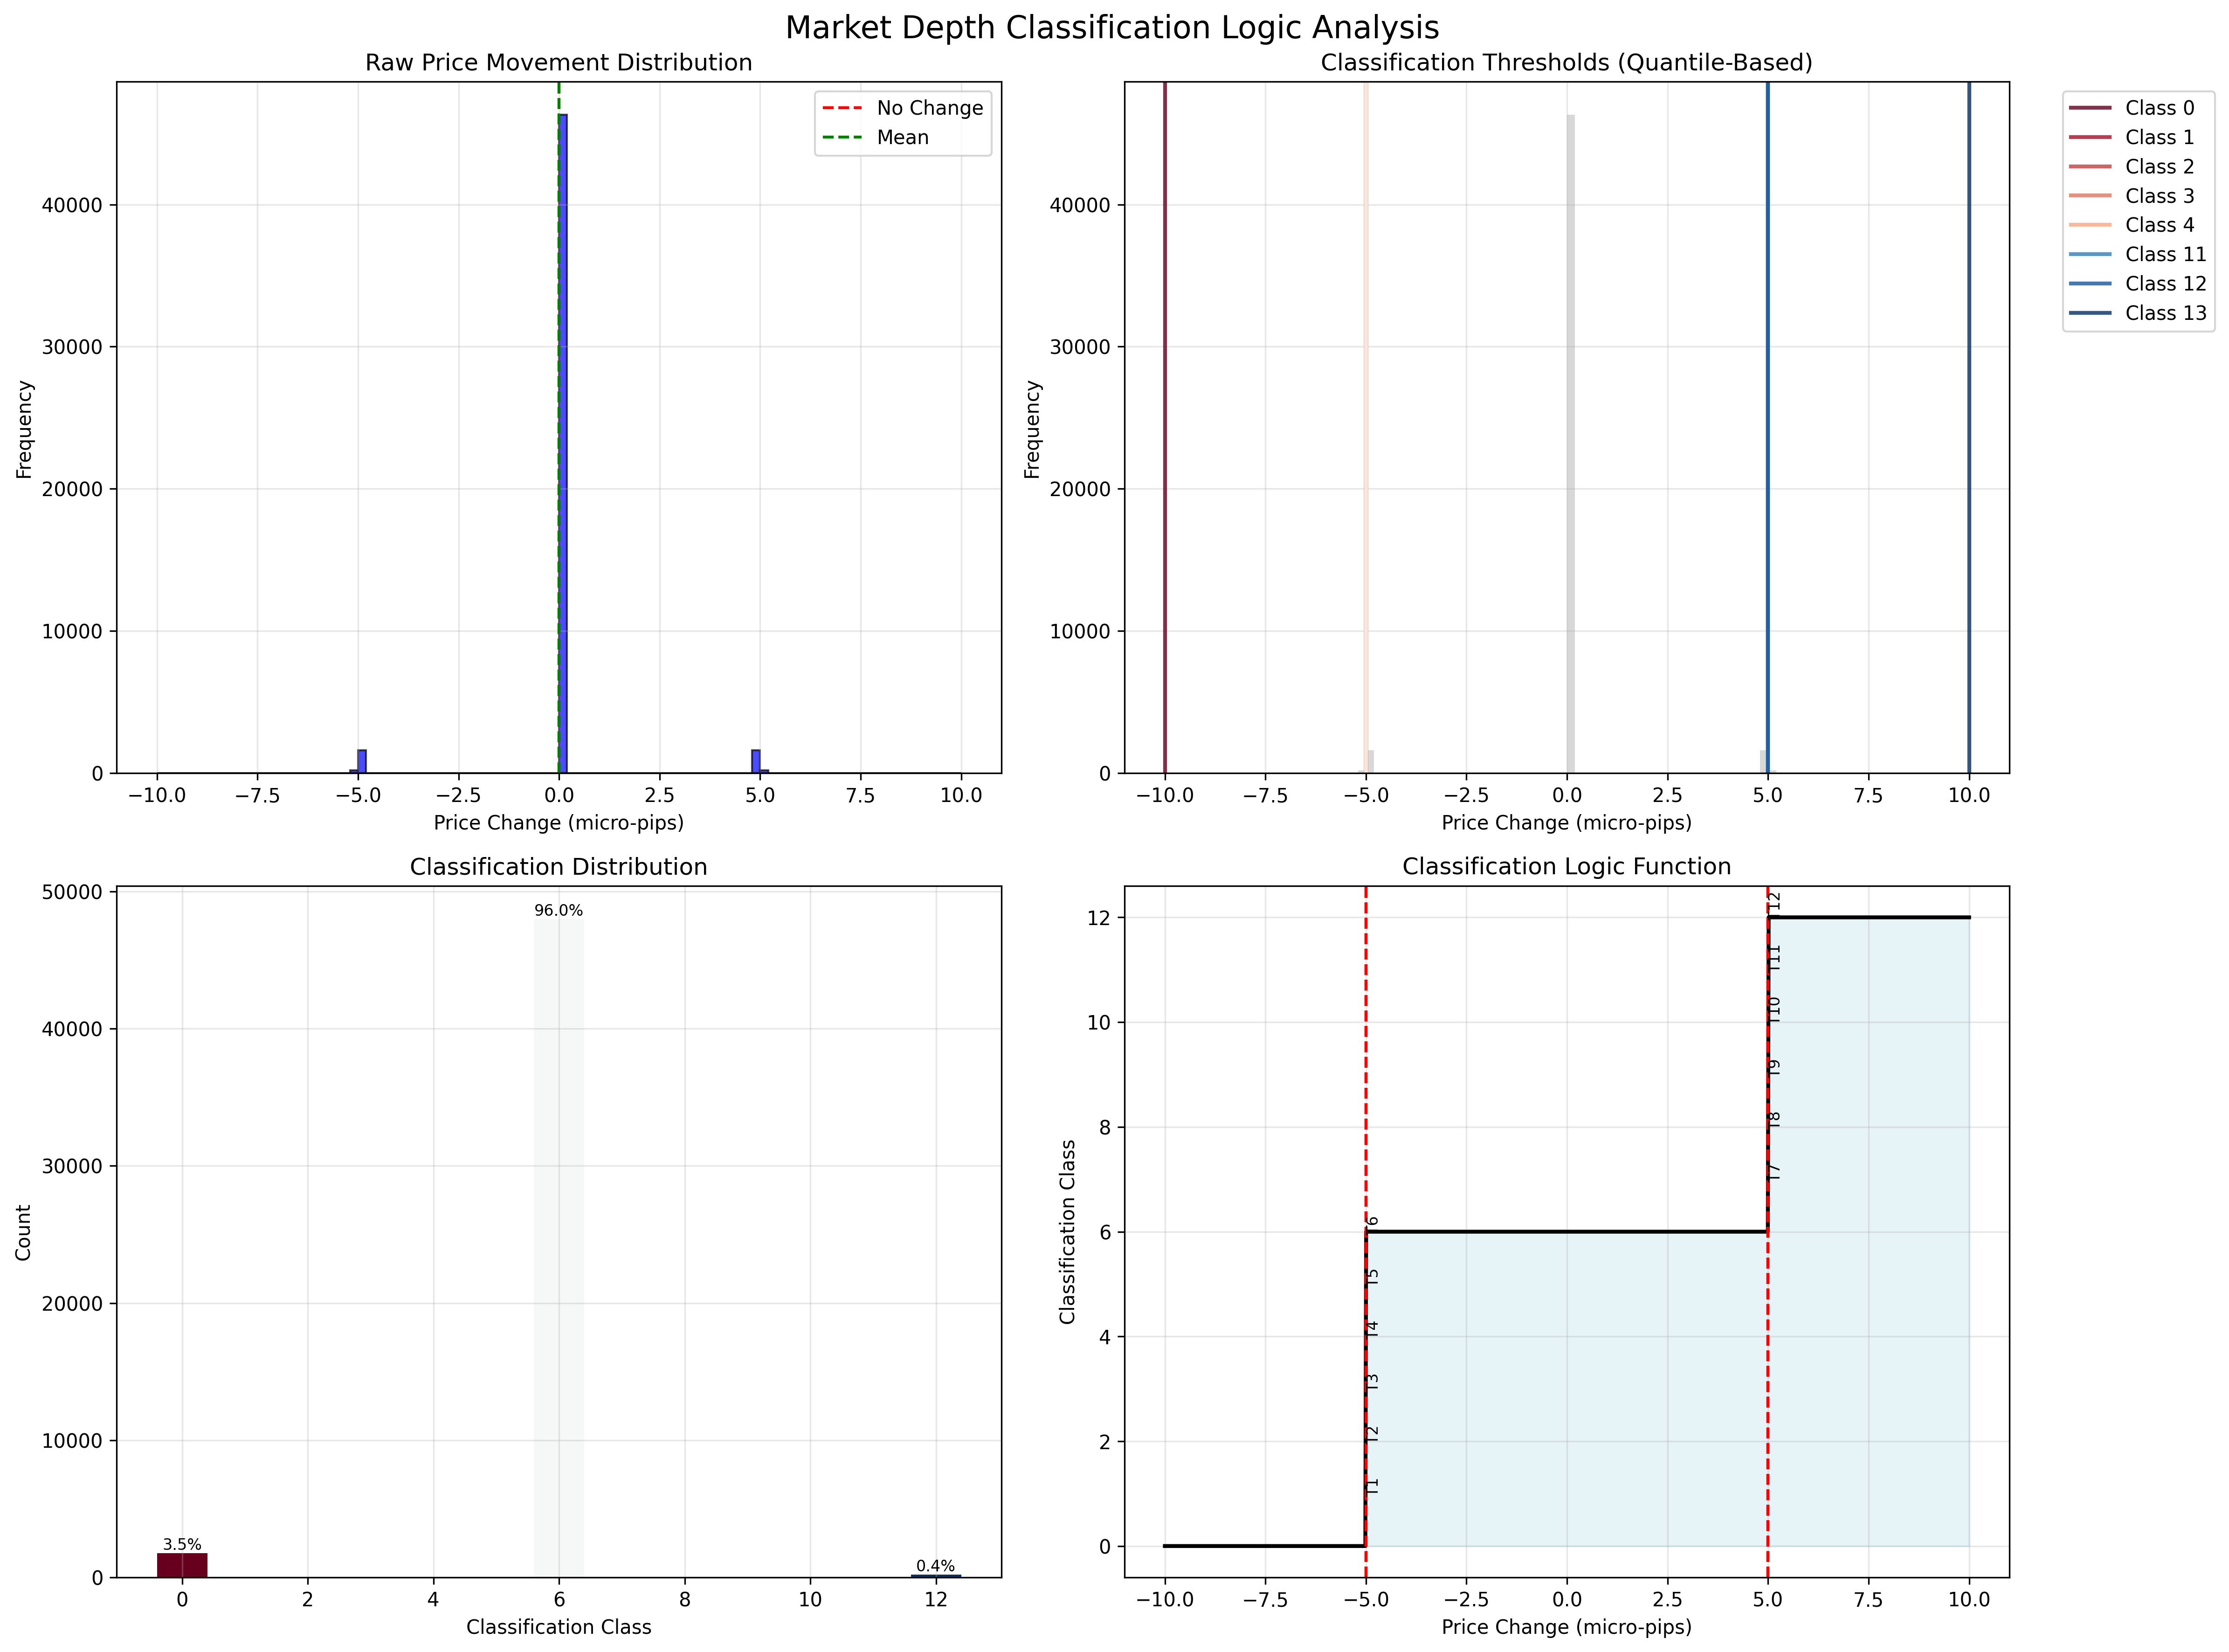 Market Depth Classification Logic Analysis
Raw Price Movement Distribution
No Change
Mean
Frequency
40000
30000
20000
10000
0
−10.0 −7.5 −5.0 −2.5 0.0 2.5 5.0 7.5 10.0
Price Change (micro-pips)
Classification Thresholds (Quantile-Based)
Class 0
Class 1
Class 2
Class 3
Class 4
Class 11
Class 12
Class 13
Frequency
40000
30000
20000
10000
0
−10.0 −7.5 −5.0 −2.5 0.0 2.5 5.0 7.5 10.0
Price Change (micro-pips)
Classification Distribution
Count
50000
40000
30000
20000
10000
0
96.0%
3.5%
0.4%
0 2 4 6 8 10 12
Classification Class
Classification Logic Function
Classification Class
12
10
8
6
4
2
0
T12
T11
T10
T9
T8
T7
T6
T5
T4
T3
T2
T1
−10.0 −7.5 −5.0 −2.5 0.0 2.5 5.0 7.5 10.0
Price Change (micro-pips)